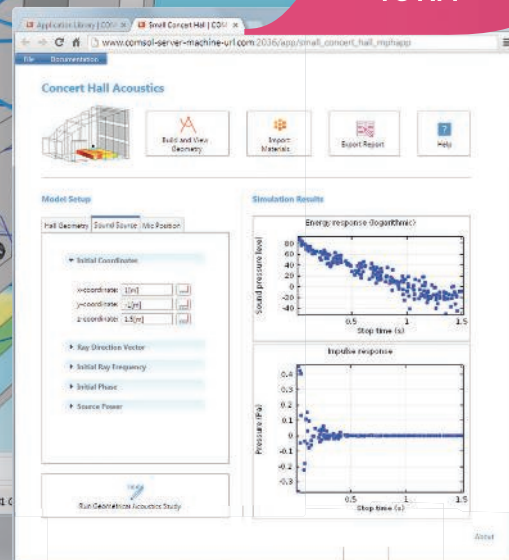 Application Library | COM
Small Concert Hall | COM
www.comsol-server-machine-url.com:2036/app/small_concert_hall_mphapp
File Documentation
Concert Hall Acoustics
Build and View Geometry
Import Materials
Export Report
Help
Model Setup
Hall Geometry Sound Source Mic Position
Initial Coordinates
x-coordinate: 1[m]
y-coordinate: -1[m]
z-coordinate: 1.5[m]
Ray Direction Vector
Initial Ray Frequency
Initial Phase
Source Power
Run Geometrical Acoustics Study
Simulation Results
Energy response (logarithmic)
Sound pressure level
80
60
40
20
0
-20
-40
0.5 1 1.5
Stop time (s)
Impulse response
Pressure (Pa)
0.4
0.3
0.2
0.1
0
-0.1
-0.2
-0.3
0.5 1 1.5
Stop time (s)
About